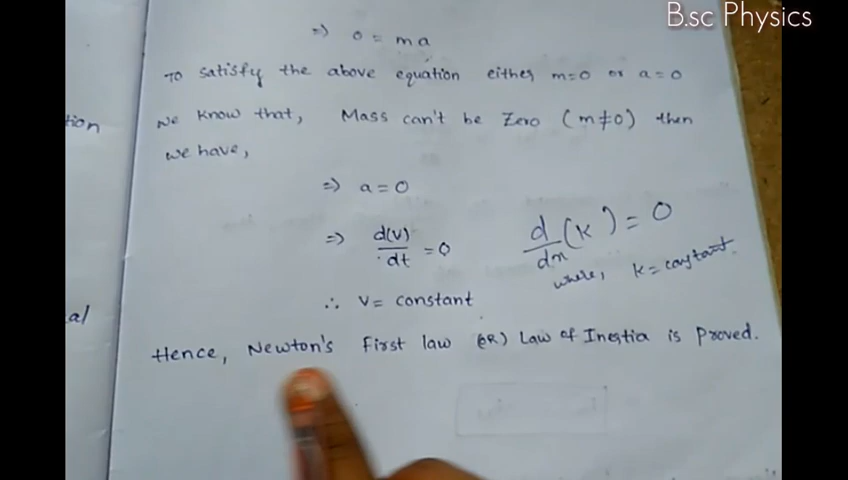 B.sc Physics
=> 0 = ma
To satisfy the above equation either m=0 or a=0
tion
We know that, Mass can't be Zero (m≠0) then
we have,
=> a=0
=> d(v)/dt = 0
d/dx (k) = 0
where, k = constant.
∴ v = constant
al
Hence, Newton's First law (OR) Law of Inertia is proved.